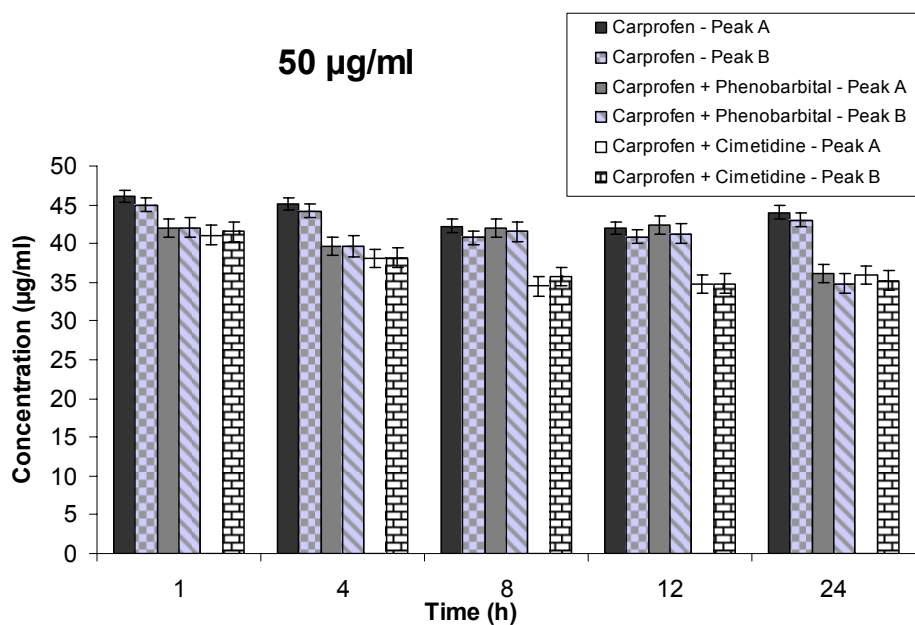 50 µg/ml
Carprofen - Peak A
Carprofen - Peak B
Carprofen + Phenobarbital - Peak A
Carprofen + Phenobarbital - Peak B
Carprofen + Cimetidine - Peak A
Carprofen + Cimetidine - Peak B
Concentration (µg/ml)
50
45
40
35
30
25
20
15
10
5
0
1 4 8 12 24
Time (h)